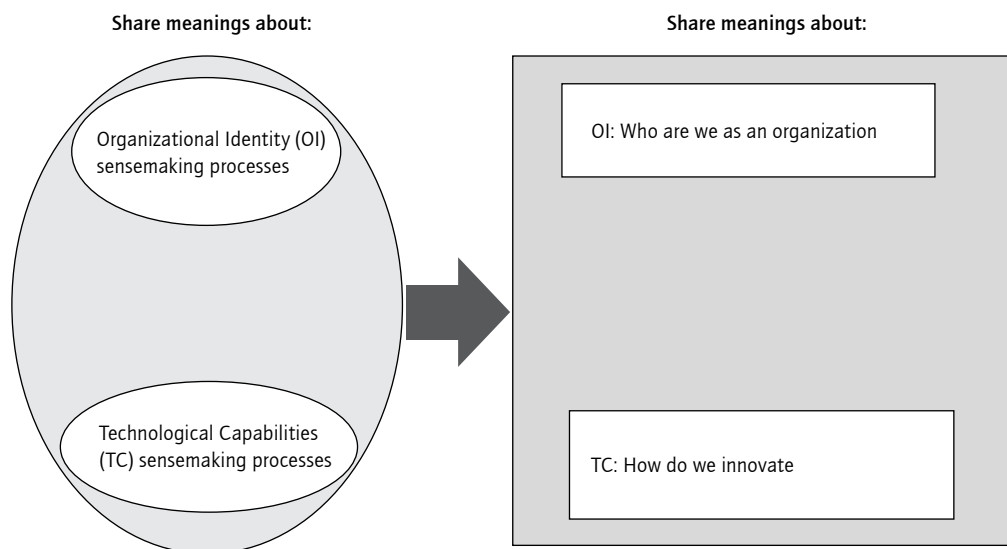 Share meanings about:
Organizational Identity (OI)
sensemaking processes
Technological Capabilities
(TC) sensemaking processes
Share meanings about:
OI: Who are we as an organization
TC: How do we innovate